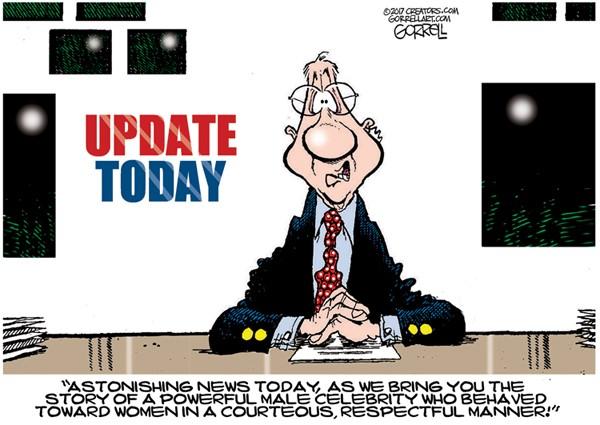 ©2017 CREATORS.COM
GORRELLART.COM
GORRELL
UPDATE
TODAY
"ASTONISHING NEWS TODAY, AS WE BRING YOU THE
STORY OF A POWERFUL MALE CELEBRITY WHO BEHAVED
TOWARD WOMEN IN A COURTEOUS, RESPECTFUL MANNER!"